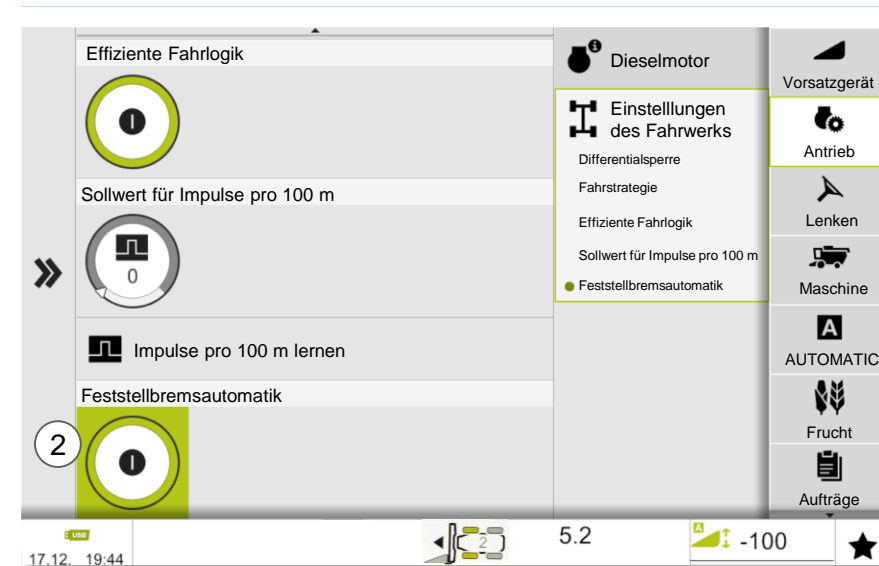 Effiziente Fahrlogik
Sollwert für Impulse pro 100 m
0
Impulse pro 100 m lernen
Feststellbremsautomatik
2
Dieselmotor
Einstelllungen
des Fahrwerks
Differentialsperre
Fahrstrategie
Effiziente Fahrlogik
Sollwert für Impulse pro 100 m
Feststellbremsautomatik
Vorsatzgerät
Antrieb
Lenken
Maschine
A
AUTOMATIC
Frucht
Aufträge
USB
17.12. 19:44
2
5.2
A
-100